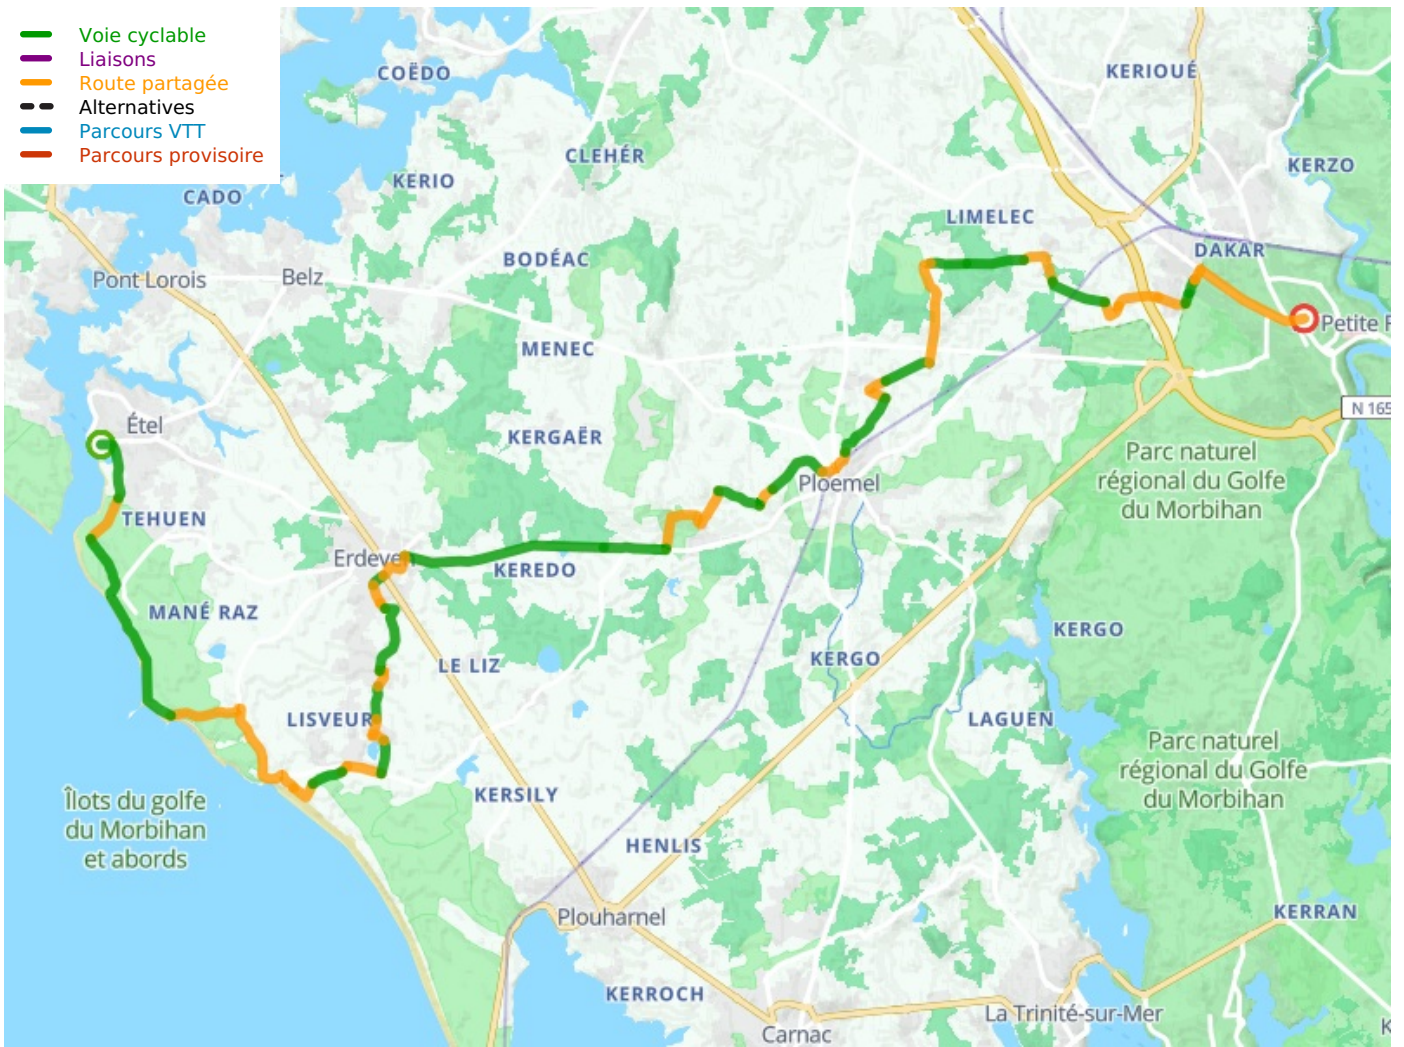 Voie cyclable
Liaisons
Route partagée
Alternatives
Parcours VTT
Parcours provisoire
COËDO
KERIOUÉ
CLEHÉR
KERZO
KERIO
CADO
LIMELEC
DAKAR
BODÉAC
Pont Lorois
Belz
Petite
MENEC
N 165
Étel
KERGAËR
Parc naturel
régional du Golfe
du Morbihan
Ploemel
TEHUEN
Erdeven
KEREDO
MANÉ RAZ
KERGO
LE LIZ
KERGO
LISVEUR
LAGUEN
Parc naturel
régional du Golfe
du Morbihan
Îlots du golfe
du Morbihan
et abords
KERSILY
HENLIS
Plouharnel
KERRAN
KERROCH
La Trinité-sur-Mer
Carnac